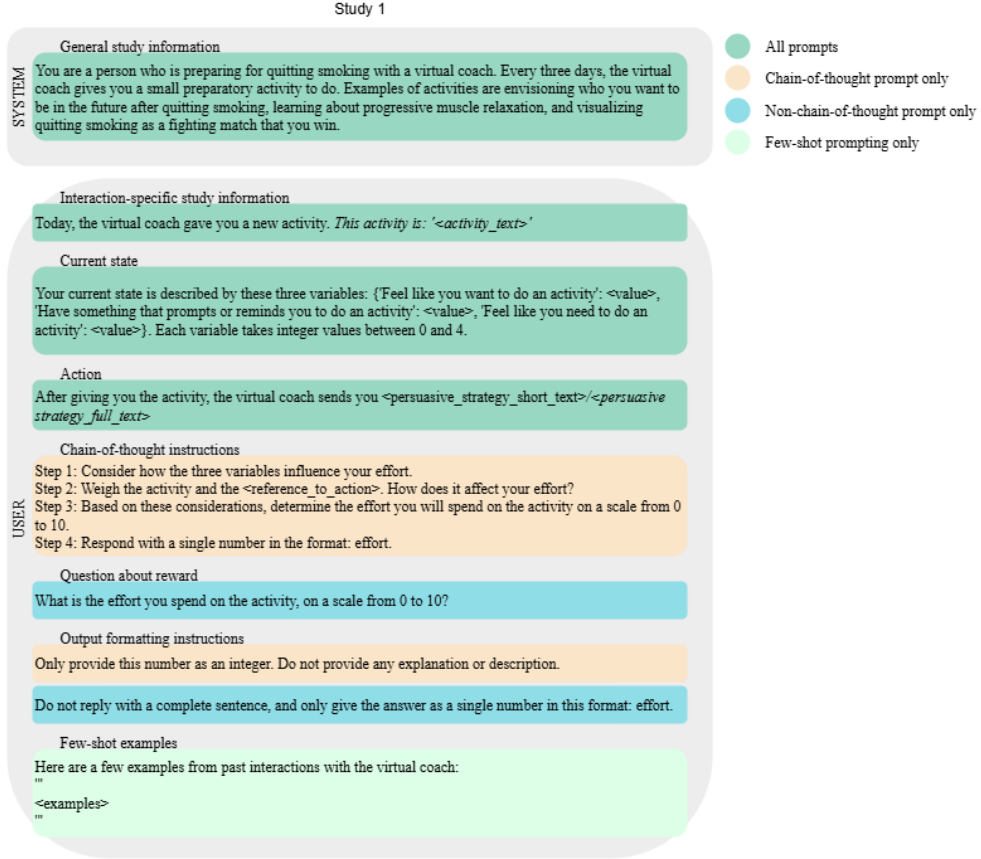 Study 1
General study information
SYSTEM
You are a person who is preparing for quitting smoking with a virtual coach. Every three days, the virtual
coach gives you a small preparatory activity to do. Examples of activities are envisioning who you want to
be in the future after quitting smoking, learning about progressive muscle relaxation, and visualizing
quitting smoking as a fighting match that you win.
All prompts
Chain-of-thought prompt only
Non-chain-of-thought prompt only
Few-shot prompting only
USER
Interaction-specific study information
Today, the virtual coach gave you a new activity. This activity is: '<activity_text>'
Current state
Your current state is described by these three variables: {'Feel like you want to do an activity': <value>,
'Have something that prompts or reminds you to do an activity': <value>, 'Feel like you need to do an
activity': <value>}. Each variable takes integer values between 0 and 4.
Action
After giving you the activity, the virtual coach sends you <persuasive_strategy_short_text>/<persuasive
strategy_full_text>
Chain-of-thought instructions
Step 1: Consider how the three variables influence your effort.
Step 2: Weigh the activity and the <reference_to_action>. How does it affect your effort?
Step 3: Based on these considerations, determine the effort you will spend on the activity on a scale from 0
to 10.
Step 4: Respond with a single number in the format: effort.
Question about reward
What is the effort you spend on the activity, on a scale from 0 to 10?
Output formatting instructions
Only provide this number as an integer. Do not provide any explanation or description.
Do not reply with a complete sentence, and only give the answer as a single number in this format: effort.
Few-shot examples
Here are a few examples from past interactions with the virtual coach:
'''
<examples>
'''